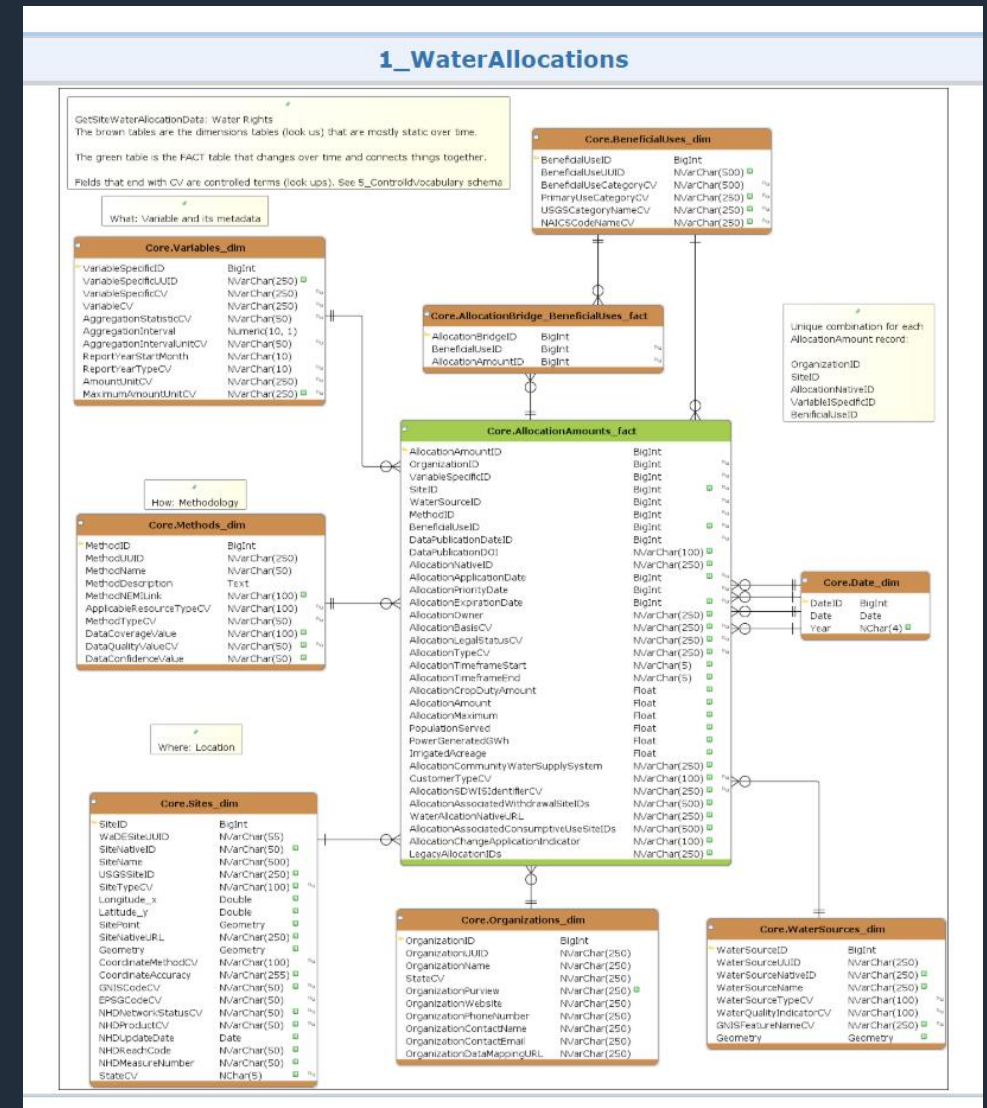 1_WaterAllocations
GetSiteWaterAllocationData: Water Rights
The brown tables are the dimensions tables (look us) that are mostly static over time.
The green table is the FACT table that changes over time and connects things together.
Fields that end with CV are controlled terms (look ups). See 5_ControldVocabulary schema
What: Variable and its metadata
Core.Variables_dim
VariableSpecificID BigInt
VariableSpecificUUID NVarChar(250)
VariableSpecificCV NVarChar(250)
VariableCV NVarChar(250)
AggregationStatisticCV NVarChar(50)
AggregationInterval Numeric(10, 1)
AggregationIntervalUnitCV NVarChar(50)
ReportYearStartMonth NVarChar(10)
ReportYearTypeCV NVarChar(10)
AmountUnitCV NVarChar(250)
MaximumAmountUnitCV NVarChar(250)
Core.BeneficialUses_dim
BeneficialUseID BigInt
BeneficialUseUUID NVarChar(500)
BeneficialUseCategoryCV NVarChar(500)
PrimaryUseCategoryCV NVarChar(250)
USGSCategoryNameCV NVarChar(250)
NAICSCodeNameCV NVarChar(250)
Core.AllocationBridge_BeneficialUses_fact
AllocationBridgeID BigInt
BeneficialUseID BigInt
AllocationAmountID BigInt
Unique combination for each
AllocationAmount record:
OrganizationID
SiteID
AllocationNativeID
VariableISpecificID
BenificialUseID
How: Methodology
Core.Methods_dim
MethodID BigInt
MethodUUID NVarChar(250)
MethodName NVarChar(50)
MethodDescription Text
MethodNEMILink NVarChar(100)
ApplicableResourceTypeCV NVarChar(100)
MethodTypeCV NVarChar(50)
DataCoverageValue NVarChar(100)
DataQualityValueCV NVarChar(50)
DataConfidenceValue NVarChar(50)
Core.AllocationAmounts_fact
AllocationAmountID BigInt
OrganizationID BigInt
VariableSpecificID BigInt
SiteID BigInt
WaterSourceID BigInt
MethodID BigInt
BeneficialUseID BigInt
DataPublicationDateID BigInt
DataPublicationDOI NVarChar(100)
AllocationNativeID NVarChar(250)
AllocationApplicationDate BigInt
AllocationPriorityDate BigInt
AllocationExpirationDate BigInt
AllocationOwner NVarChar(250)
AllocationBasisCV NVarChar(250)
AllocationLegalStatusCV NVarChar(250)
AllocationTypeCV NVarChar(250)
AllocationTimeframeStart NVarChar(5)
AllocationTimeframeEnd NVarChar(5)
AllocationCropDutyAmount Float
AllocationAmount Float
AllocationMaximum Float
PopulationServed Float
PowerGeneratedGWh Float
IrrigatedAcreage Float
AllocationCommunityWaterSupplySystem NVarChar(250)
CustomerTypeCV NVarChar(100)
AllocationSDWISIdentifierCV NVarChar(250)
AllocationAssociatedWithdrawalSiteIDs NVarChar(500)
WaterAllcationNativeURL NVarChar(250)
AllocationAssociatedConsumptiveUseSiteIDs NVarChar(500)
AllocationChangeApplicationIndicator NVarChar(100)
LegacyAllocationIDs NVarChar(250)
Core.Date_dim
DateID BigInt
Date Date
Year NChar(4)
Where: Location
Core.Sites_dim
SiteID BigInt
WaDESiteUUID NVarChar(55)
SiteNativeID NVarChar(50)
SiteName NVarChar(500)
USGSSiteID NVarChar(250)
SiteTypeCV NVarChar(100)
Longitude_x Double
Latitude_y Double
SitePoint Geometry
SiteNativeURL NVarChar(250)
Geometry Geometry
CoordinateMethodCV NVarChar(100)
CoordinateAccuracy NVarChar(255)
GNISCodeCV NVarChar(50)
EPSGCodeCV NVarChar(50)
NHDNetworkStatusCV NVarChar(50)
NHDProductCV NVarChar(50)
NHDUpdateDate Date
NHDReachCode NVarChar(50)
NHDMeasureNumber NVarChar(50)
StateCV NChar(5)
Core.Organizations_dim
OrganizationID BigInt
OrganizationUUID NVarChar(250)
OrganizationName NVarChar(250)
StateCV NVarChar(250)
OrganizationPurview NVarChar(250)
OrganizationWebsite NVarChar(250)
OrganizationPhoneNumber NVarChar(250)
OrganizationContactName NVarChar(250)
OrganizationContactEmail NVarChar(250)
OrganizationDataMappingURL NVarChar(250)
Core.WaterSources_dim
WaterSourceID BigInt
WaterSourceUUID NVarChar(250)
WaterSourceNativeID NVarChar(250)
WaterSourceName NVarChar(250)
WaterSourceTypeCV NVarChar(100)
WaterQualityIndicatorCV NVarChar(100)
GNISFeatureNameCV NVarChar(250)
Geometry Geometry